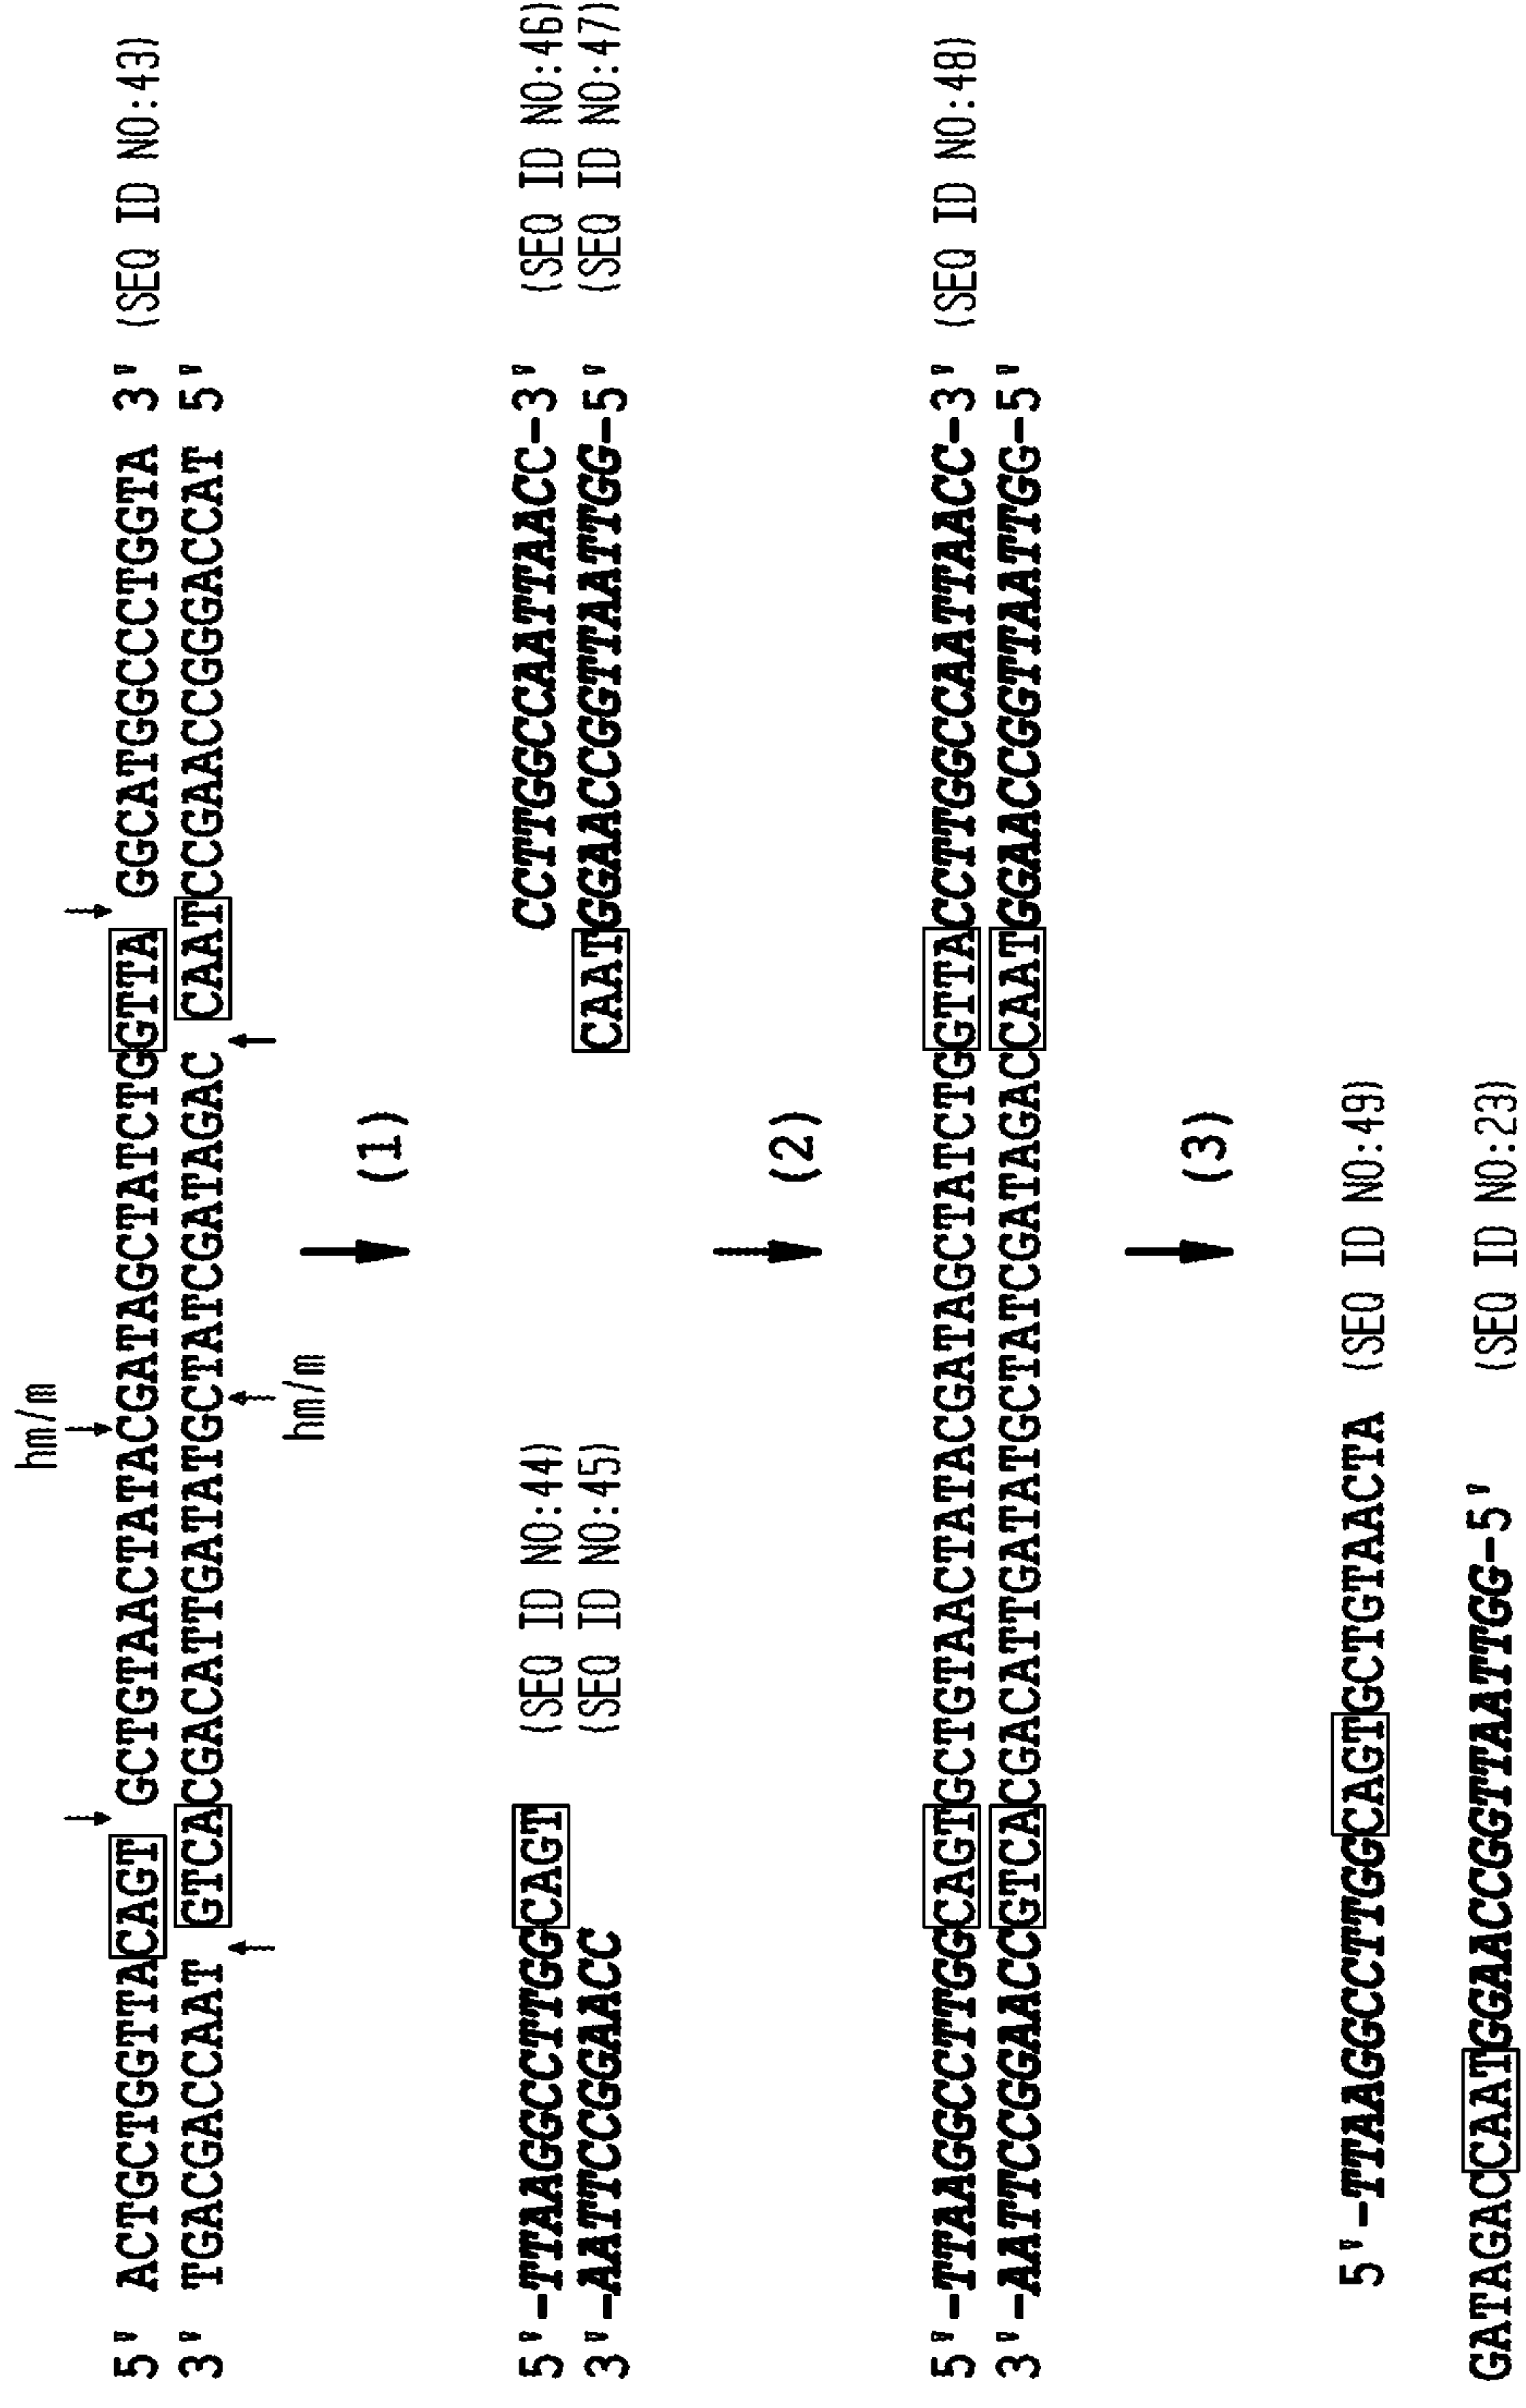 hm/m
5' ACTGCTGGTTACAGT GCTGTAACTATACGATAGCTATCTGGTTA GGCATGGCCCTGGTA 3' (SEQ ID NO:43)
3' TGACGACCAAT GTCACGACATTGATATGCTATCGATAGAC CAATCCGAACCGGGACCAT 5'
hm/m
(1)
5'-TTAAGGCCTTGGCAGT (SEQ ID NO:44) CCTTGGCCAATTAACC-3' (SEQ ID NO:46)
3'-AATTCCGGAACC (SEQ ID NO:45) CAATGGAACCGGTTAATTGG-5' (SEQ ID NO:47)
(2)
5'-TTAAGGCCTTGGCAGTGCTGTAACTATACGATAGCTATCTGGTTACCTTGGCCAATTAACC-3' (SEQ ID NO:48)
3'-AATTCCGGAACCGTCACGACATTGATATGCTATCGATAGACCAATGGAACCGGTTAATTGG-5'
(3)
5'-TTAAGGCCTTGGCAGTGCTGTAACTA (SEQ ID NO:49)
GATAGACCAATGGAACCGGTTAATTGG-5' (SEQ ID NO:23)